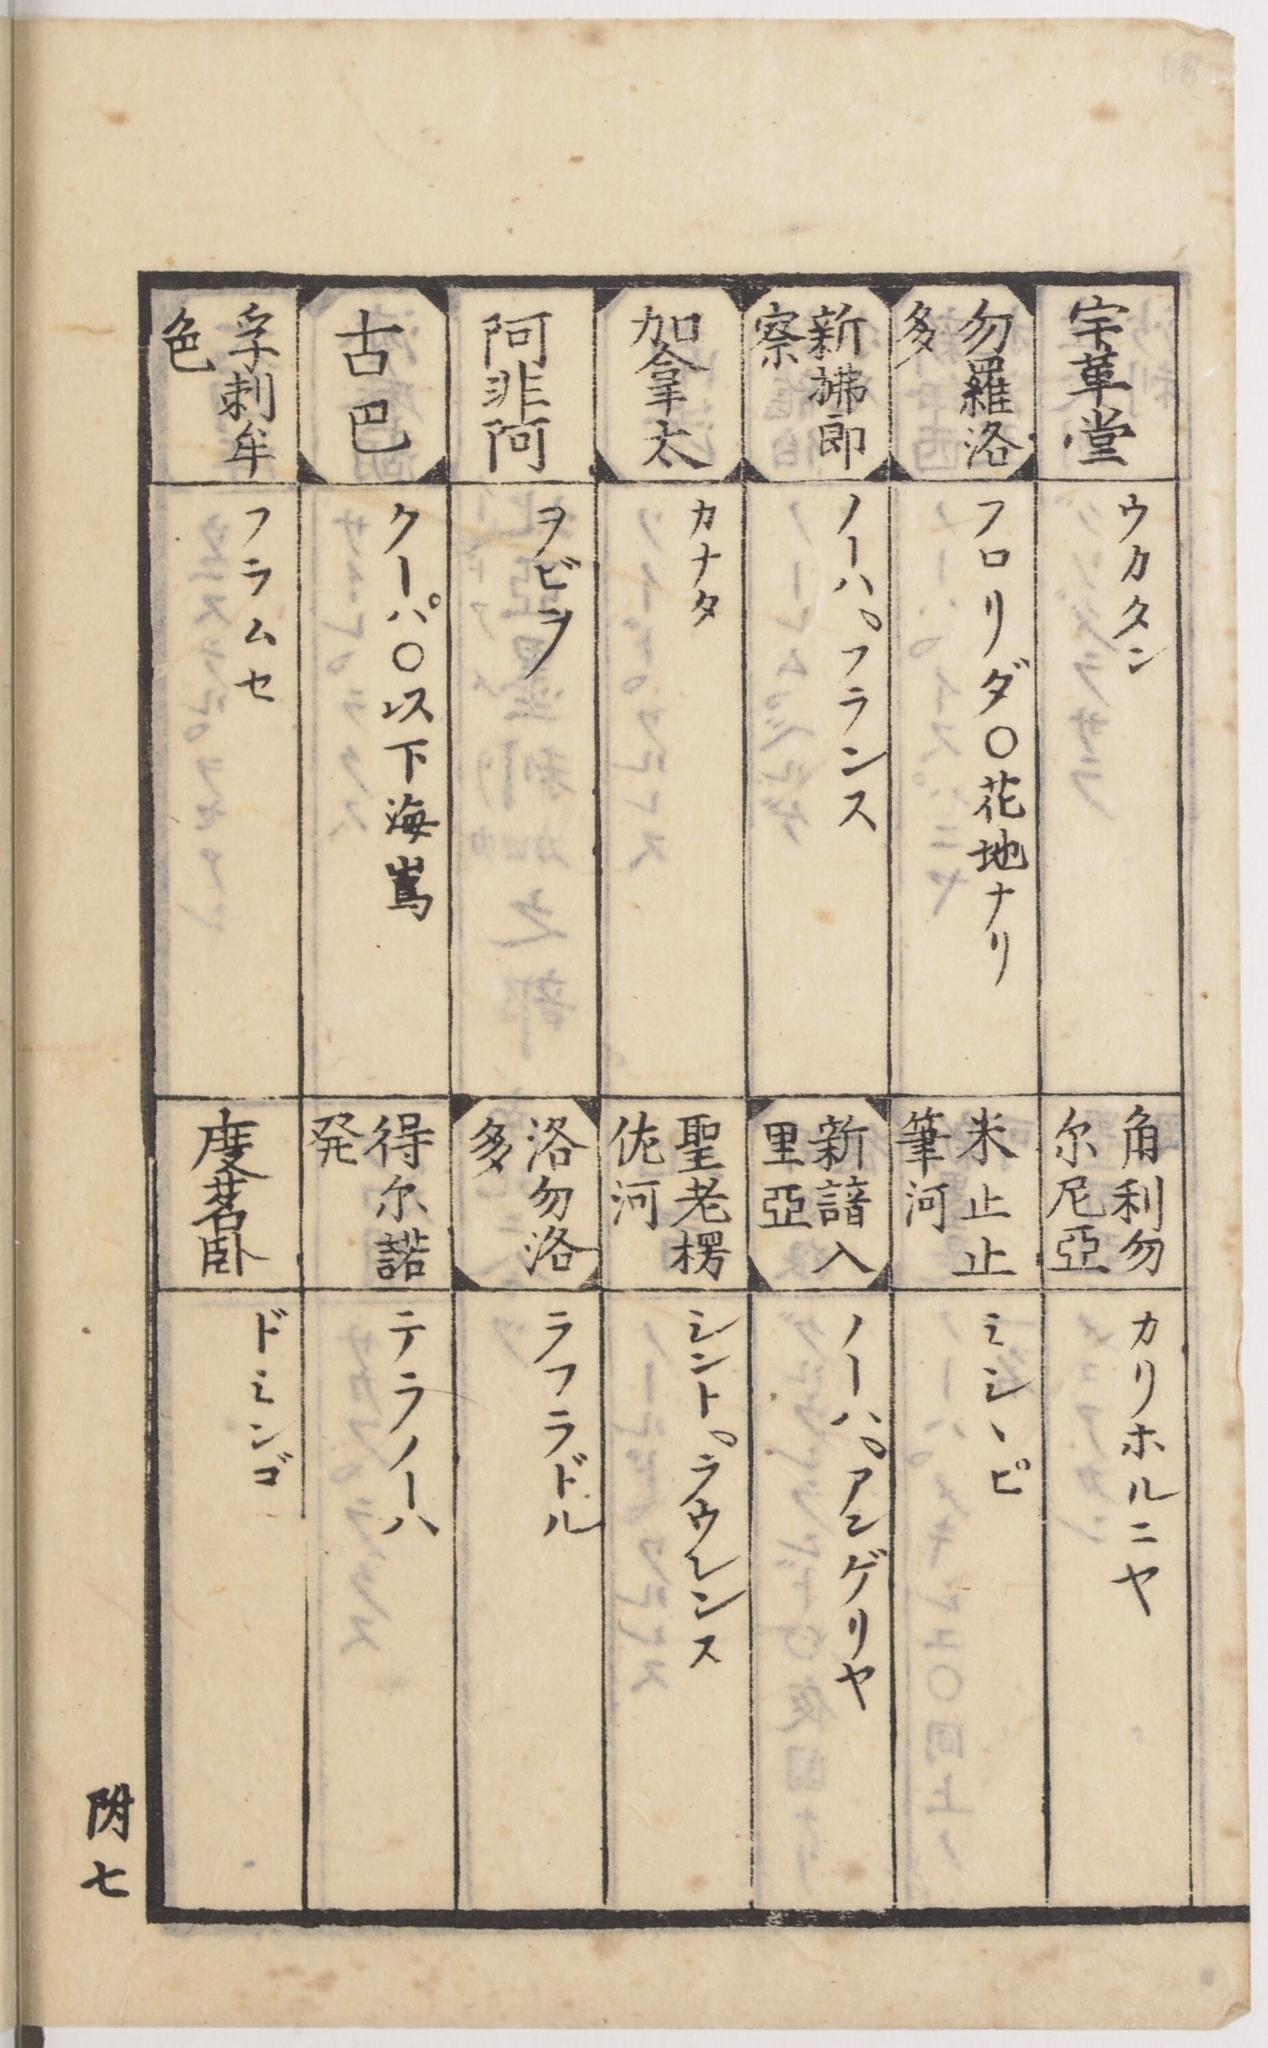 宇革堂
ウカタン
勿羅洛多
フロリダ〇花地ナリ
新拂郎察
ノーハ。フランス
加拿太
カナタ
阿非阿
ヲビヲ
古巴
クーパ〇以下海嶌
孚剌牟色
フラムセ
角利勿尓尼亞
カリホルニヤ
米止止筆河
ミシヽピ
新諳入里亞
ノーハ。アンゲリヤ
聖老楞佐河
シント。ラウレンス
洛勿洛多
ラフラドル
得尓諾発
テラノーハ
度茗臥
ドミンゴ
附七